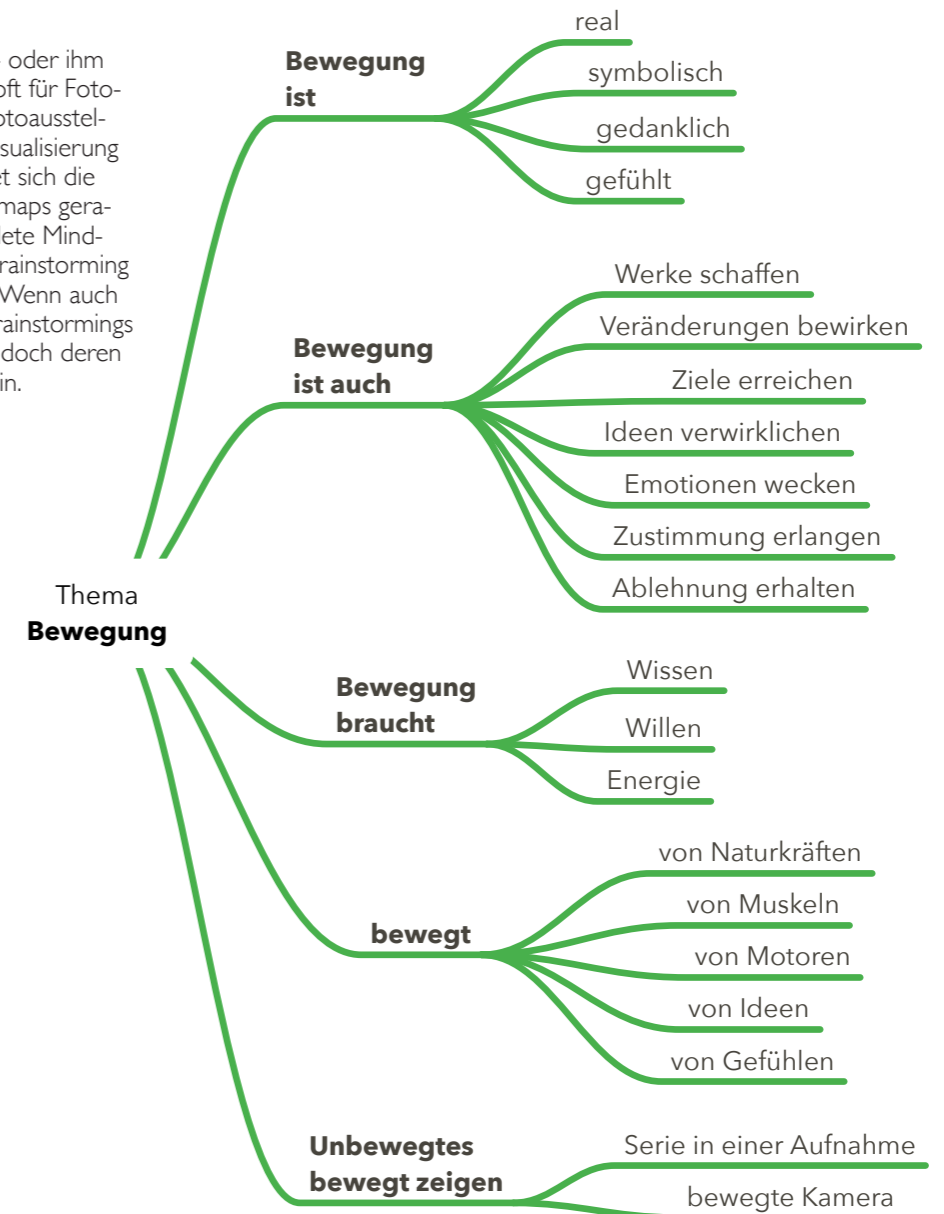 oder ihm
oft für Foto-
otoausstel-
sualisierung
et sich die
maps gera-
lete Mind-
rainstorming
Wenn auch
rainstormings
doch deren
in.
Thema
Bewegung
Bewegung
ist
real
symbolisch
gedanklich
gefühlt
Bewegung
ist auch
Werke schaffen
Veränderungen bewirken
Ziele erreichen
Ideen verwirklichen
Emotionen wecken
Zustimmung erlangen
Ablehnung erhalten
Bewegung
braucht
Wissen
Willen
Energie
bewegt
von Naturkräften
von Muskeln
von Motoren
von Ideen
von Gefühlen
Unbewegtes
bewegt zeigen
Serie in einer Aufnahme
bewegte Kamera